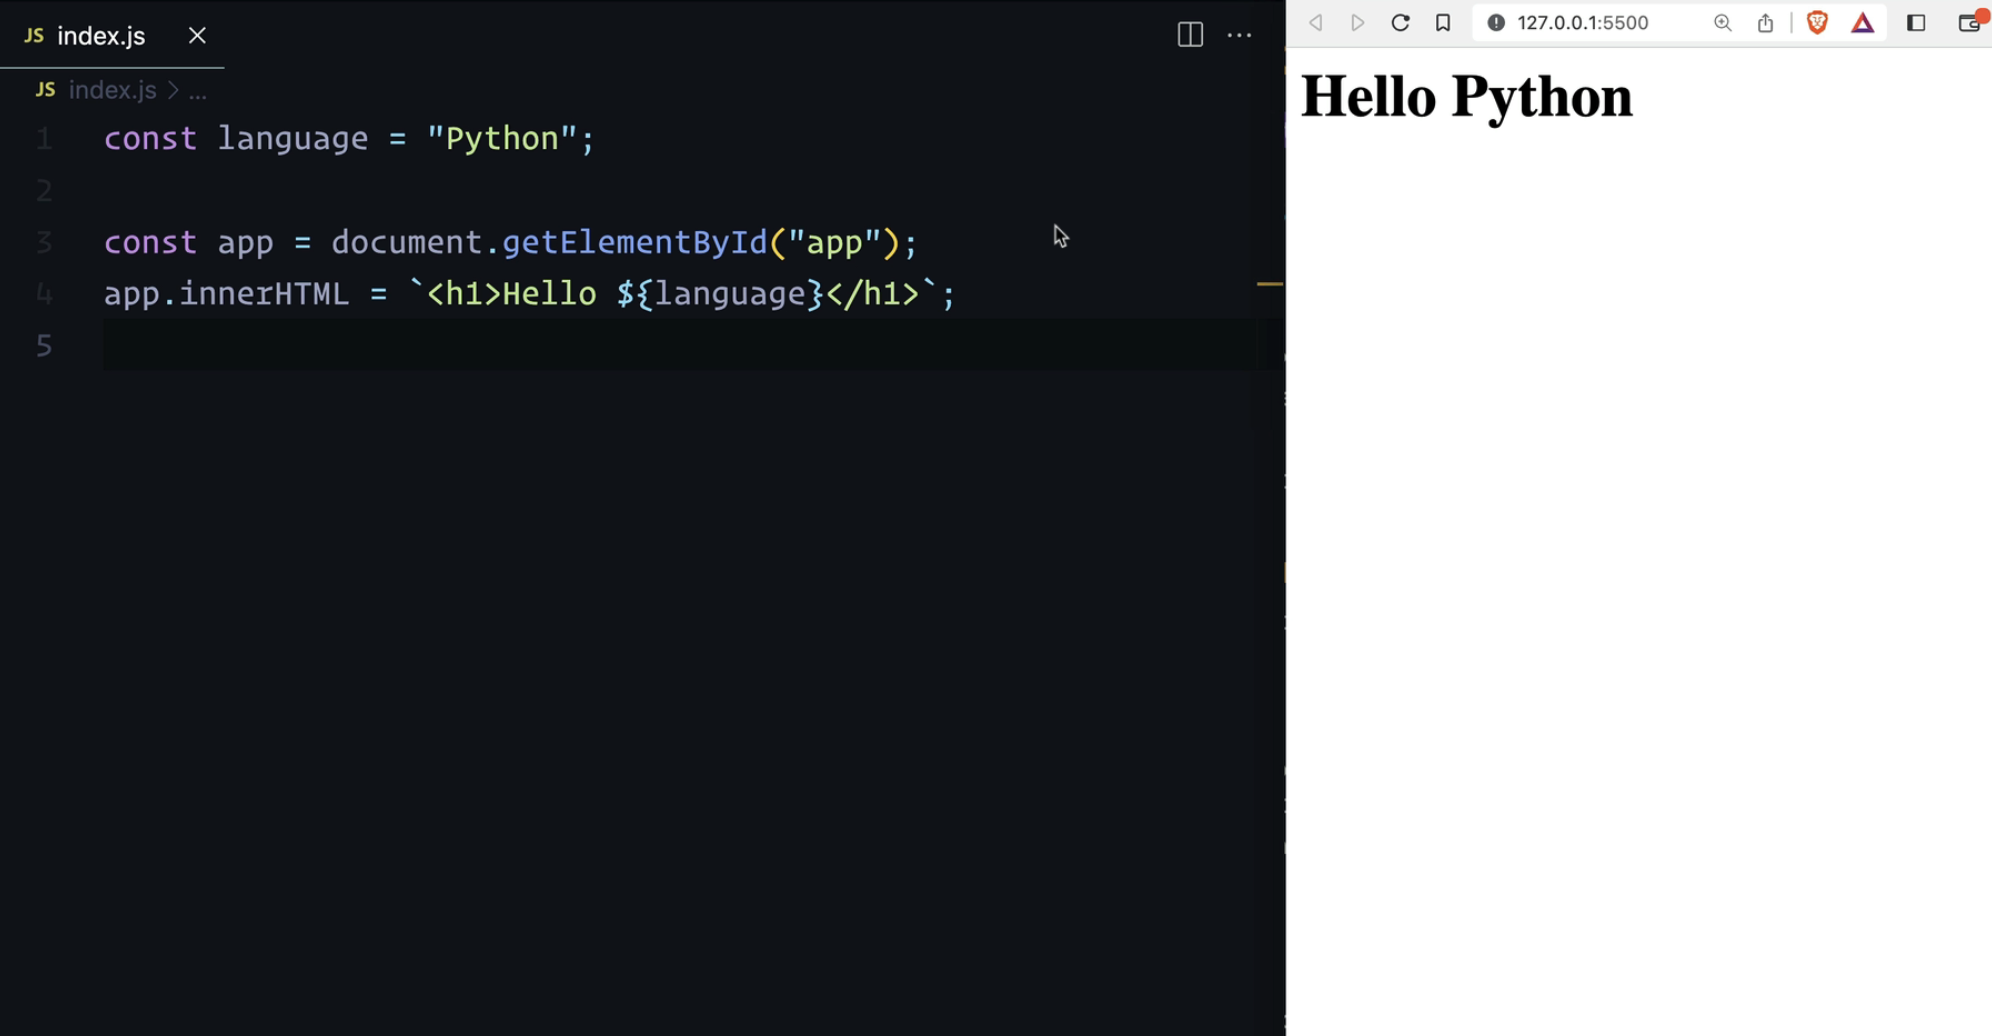 JS index.js
JS index.js > ...
1 const language = "Python";
2
3 const app = document.getElementById("app");
4 app.innerHTML = `<h1>Hello ${language}</h1>`;
5
127.0.0.1:5500
Hello Python